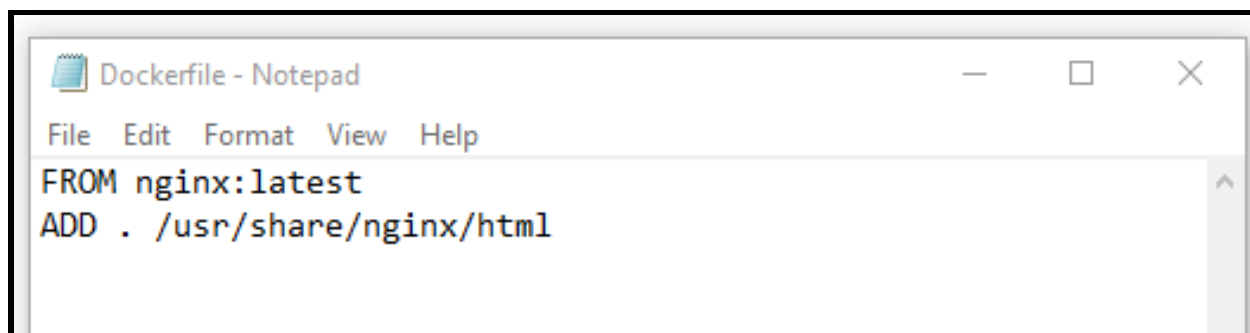 Dockerfile - Notepad
File Edit Format View Help
FROM nginx:latest
ADD . /usr/share/nginx/html